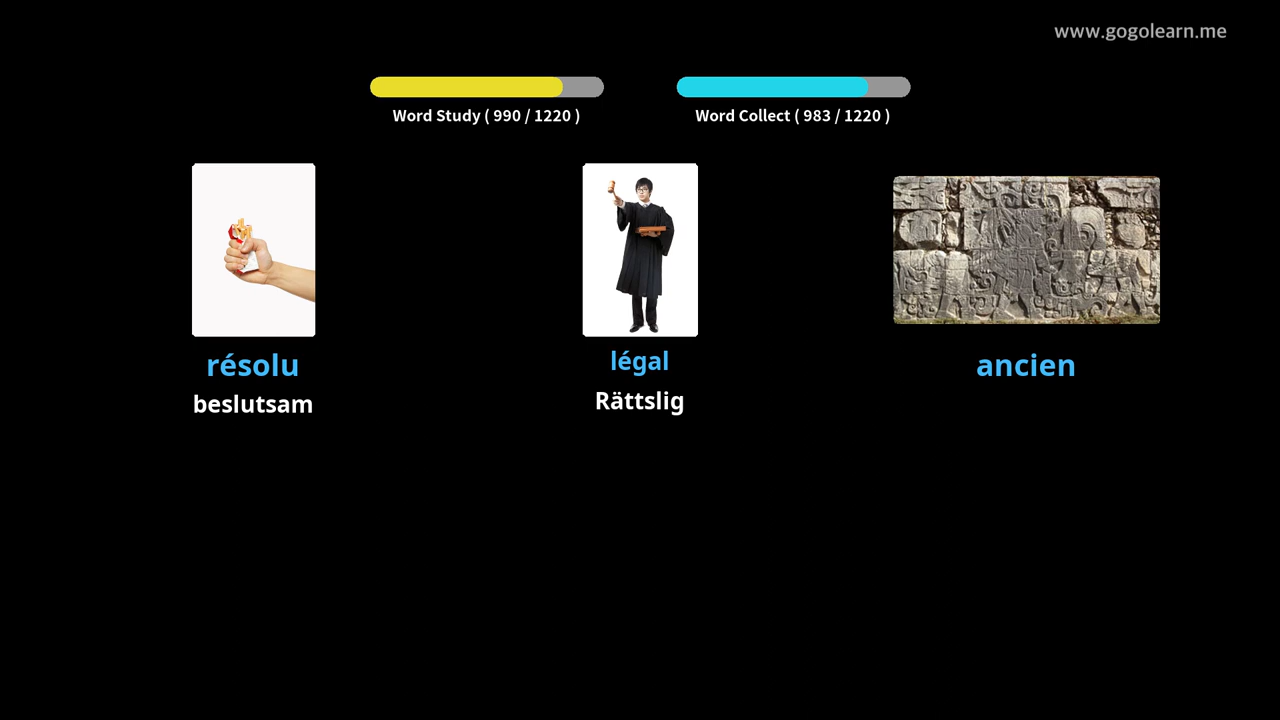 www.gogolearn.me
Word Study ( 990 / 1220 )
Word Collect ( 983 / 1220 )
résolu
beslutsam
légal
Rättslig
ancien